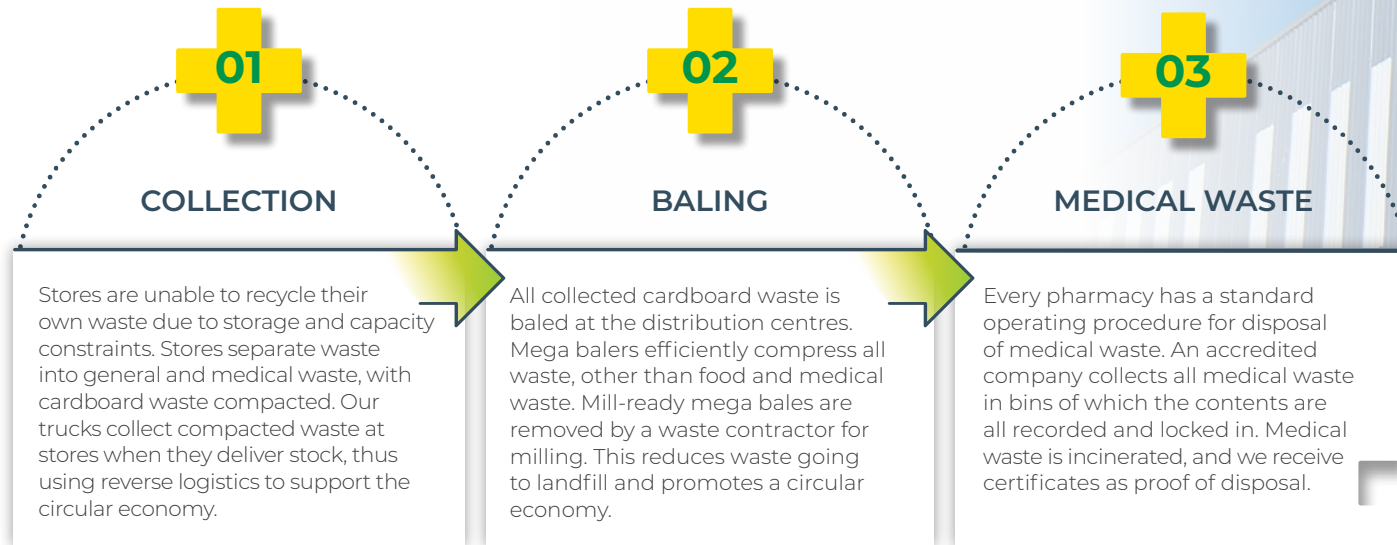 01
COLLECTION
Stores are unable to recycle their
own waste due to storage and capacity
constraints. Stores separate waste
into general and medical waste, with
cardboard waste compacted. Our
trucks collect compacted waste at
stores when they deliver stock, thus
using reverse logistics to support the
circular economy.
02
BALING
All collected cardboard waste is
baled at the distribution centres.
Mega balers efficiently compress all
waste, other than food and medical
waste. Mill-ready mega bales are
removed by a waste contractor for
milling. This reduces waste going
to landfill and promotes a circular
economy.
03
MEDICAL WASTE
Every pharmacy has a standard
operating procedure for disposal
of medical waste. An accredited
company collects all medical waste
in bins of which the contents are
all recorded and locked in. Medical
waste is incinerated, and we receive
certificates as proof of disposal.